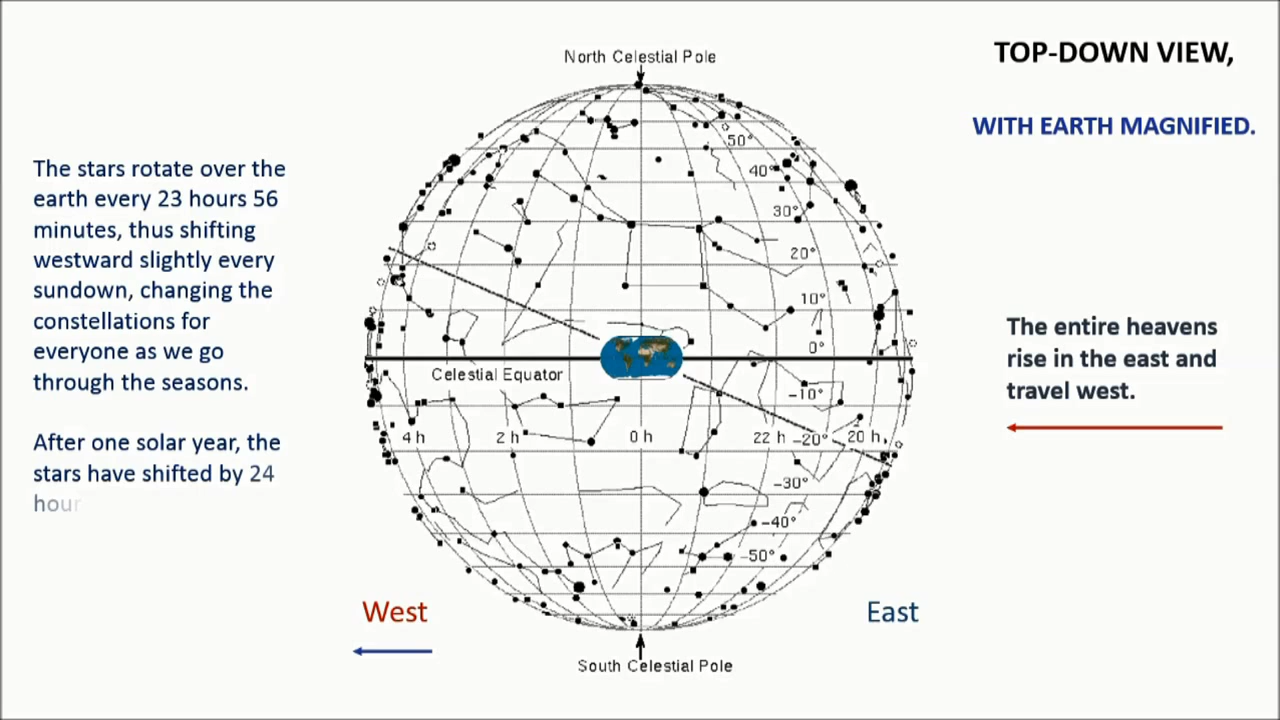 North Celestial Pole
TOP-DOWN VIEW,
WITH EARTH MAGNIFIED.
The stars rotate over the
earth every 23 hours 56
minutes, thus shifting
westward slightly every
sundown, changing the
constellations for
everyone as we go
through the seasons.
After one solar year, the
stars have shifted by 24
hour
50°
40°
30°
20°
10°
0°
Celestial Equator
−10°
4 h
2 h
0 h
22 h
−20°
20 h
−30°
−40°
−50°
The entire heavens
rise in the east and
travel west.
West
East
South Celestial Pole